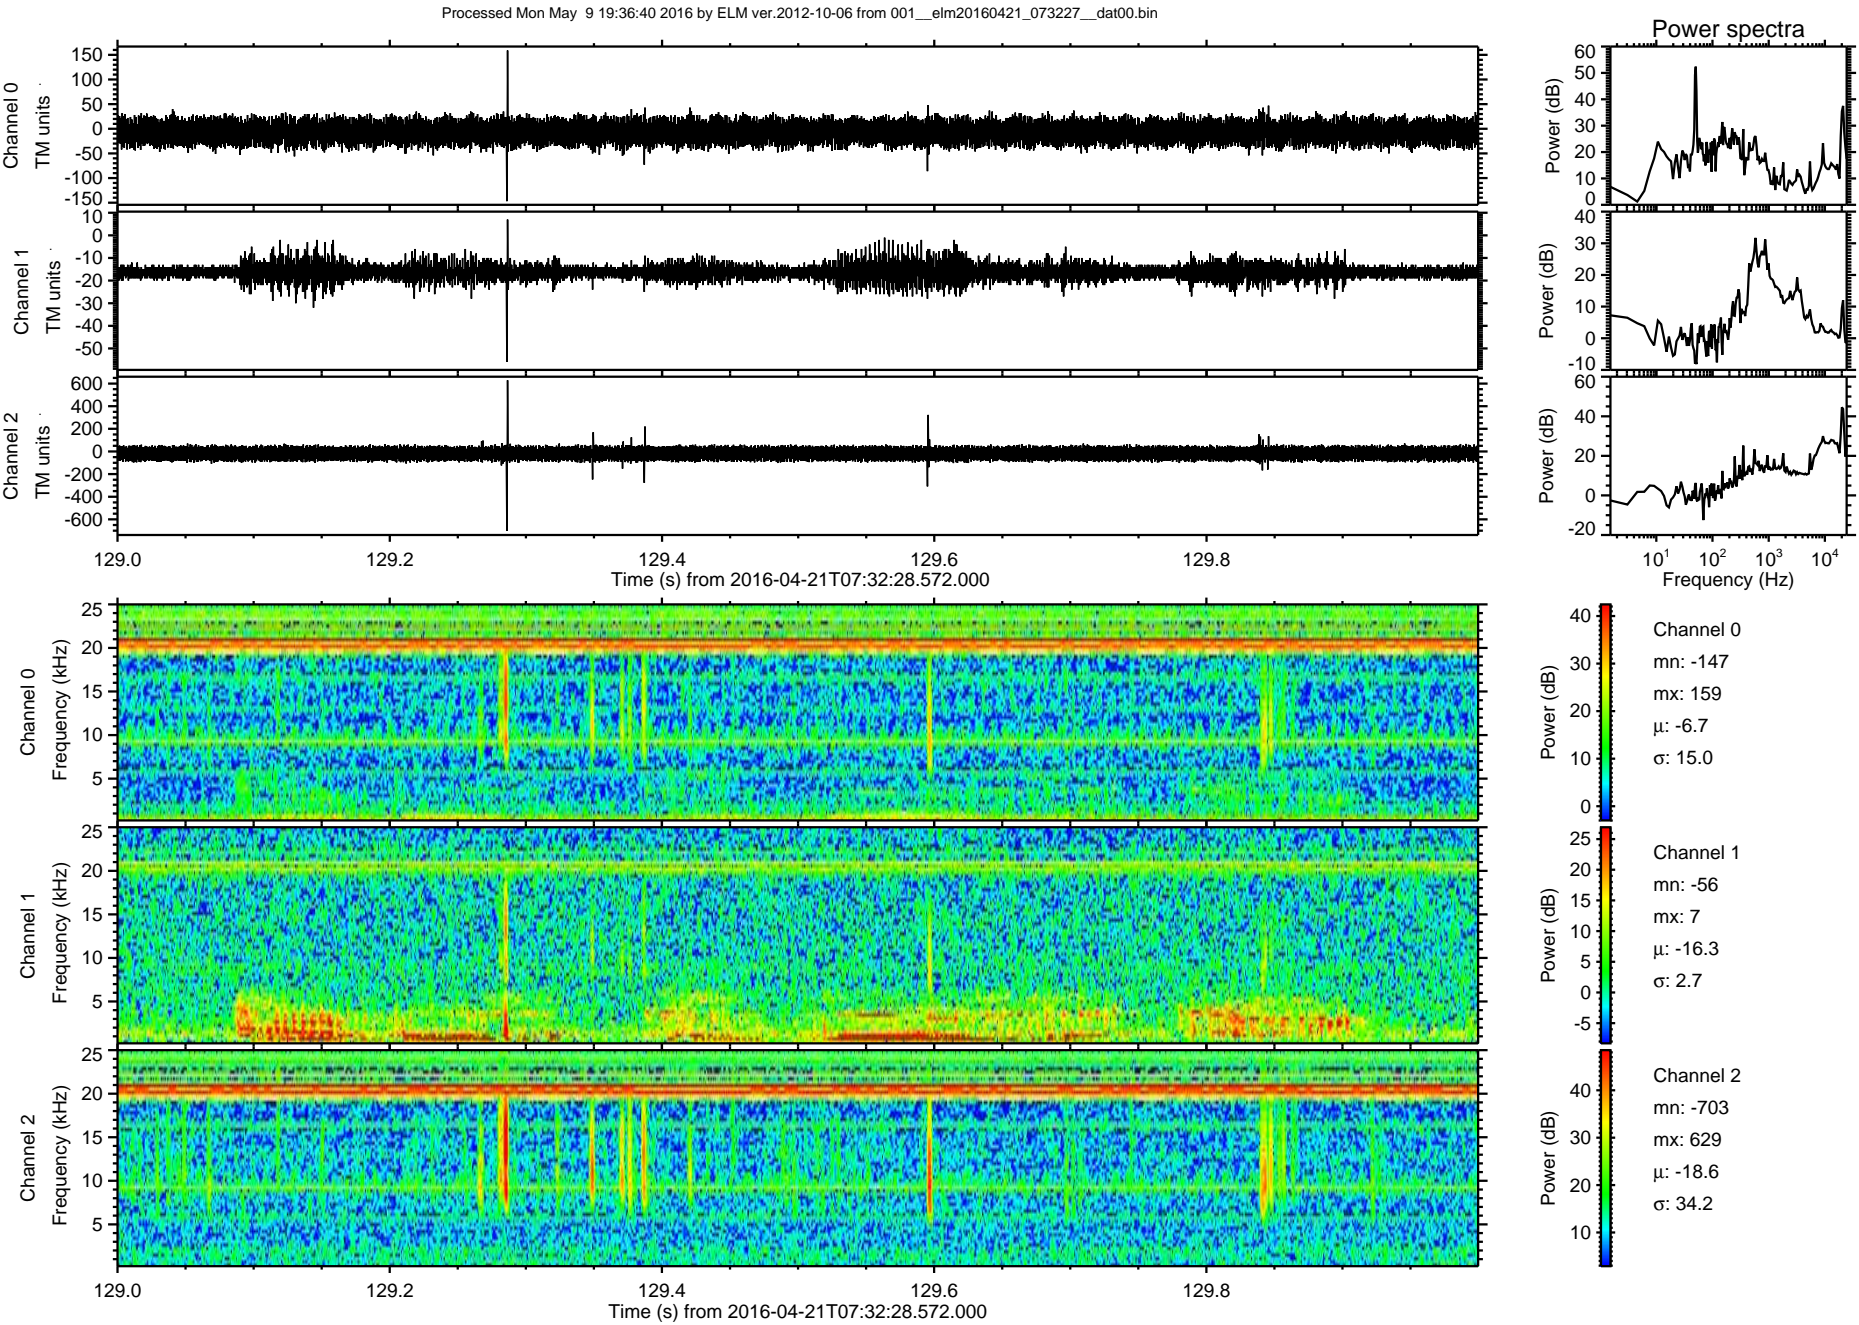 Processed Mon May  9 19:36:40 2016 by ELM ver.2012-10-06 from 001__elm20160421_073227__dat00.bin
Power spectra
Channel 0
TM units
150
100
50
0
-50
-100
-150
Power (dB)
60
50
40
30
20
10
0
Channel 1
TM units
10
0
-10
-20
-30
-40
-50
Power (dB)
40
30
20
10
0
-10
Channel 2
TM units
600
400
200
0
-200
-400
-600
Power (dB)
60
40
20
0
-20
129.0 129.2 129.4 129.6 129.8
Time (s) from 2016-04-21T07:32:28.572.000
10¹ 10² 10³ 10⁴
Frequency (Hz)
Channel 0
Frequency (kHz)
25
20
15
10
5
Power (dB)
40
30
20
10
0
Channel 0
mn: -147
mx: 159
μ: -6.7
σ: 15.0
Channel 1
Frequency (kHz)
25
20
15
10
5
Power (dB)
25
20
15
10
5
0
-5
Channel 1
mn: -56
mx: 7
μ: -16.3
σ: 2.7
Channel 2
Frequency (kHz)
25
20
15
10
5
Power (dB)
40
30
20
10
Channel 2
mn: -703
mx: 629
μ: -18.6
σ: 34.2
129.0 129.2 129.4 129.6 129.8
Time (s) from 2016-04-21T07:32:28.572.000